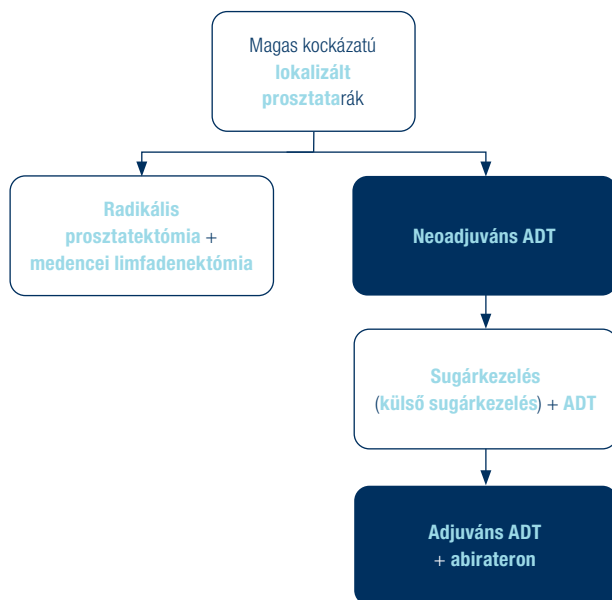 Magas kockázatú
lokalizált
prosztatarák
Radikális
prosztatektómia +
medencei limfadenektómia
Neoadjuváns ADT
Sugárkezelés
(külső sugárkezelés) + ADT
Adjuváns ADT
+ abirateron